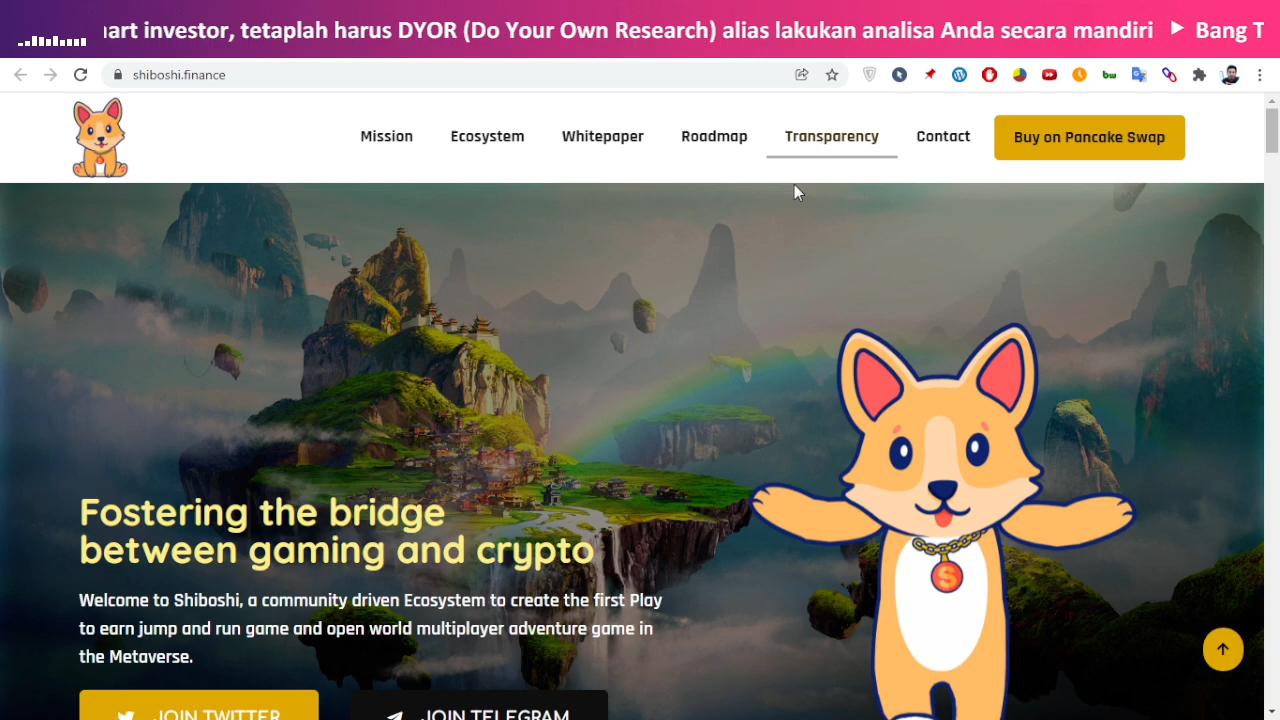 art investor, tetaplah harus DYOR (Do Your Own Research) alias lakukan analisa Anda secara mandiri ▶ Bang T
shiboshi.finance
Mission Ecosystem Whitepaper Roadmap Transparency Contact Buy on Pancake Swap
Fostering the bridge
between gaming and crypto
Welcome to Shiboshi, a community driven Ecosystem to create the first Play
to earn jump and run game and open world multiplayer adventure game in
the Metaverse.
JOIN TWITTER JOIN TELEGRAM
S
bw